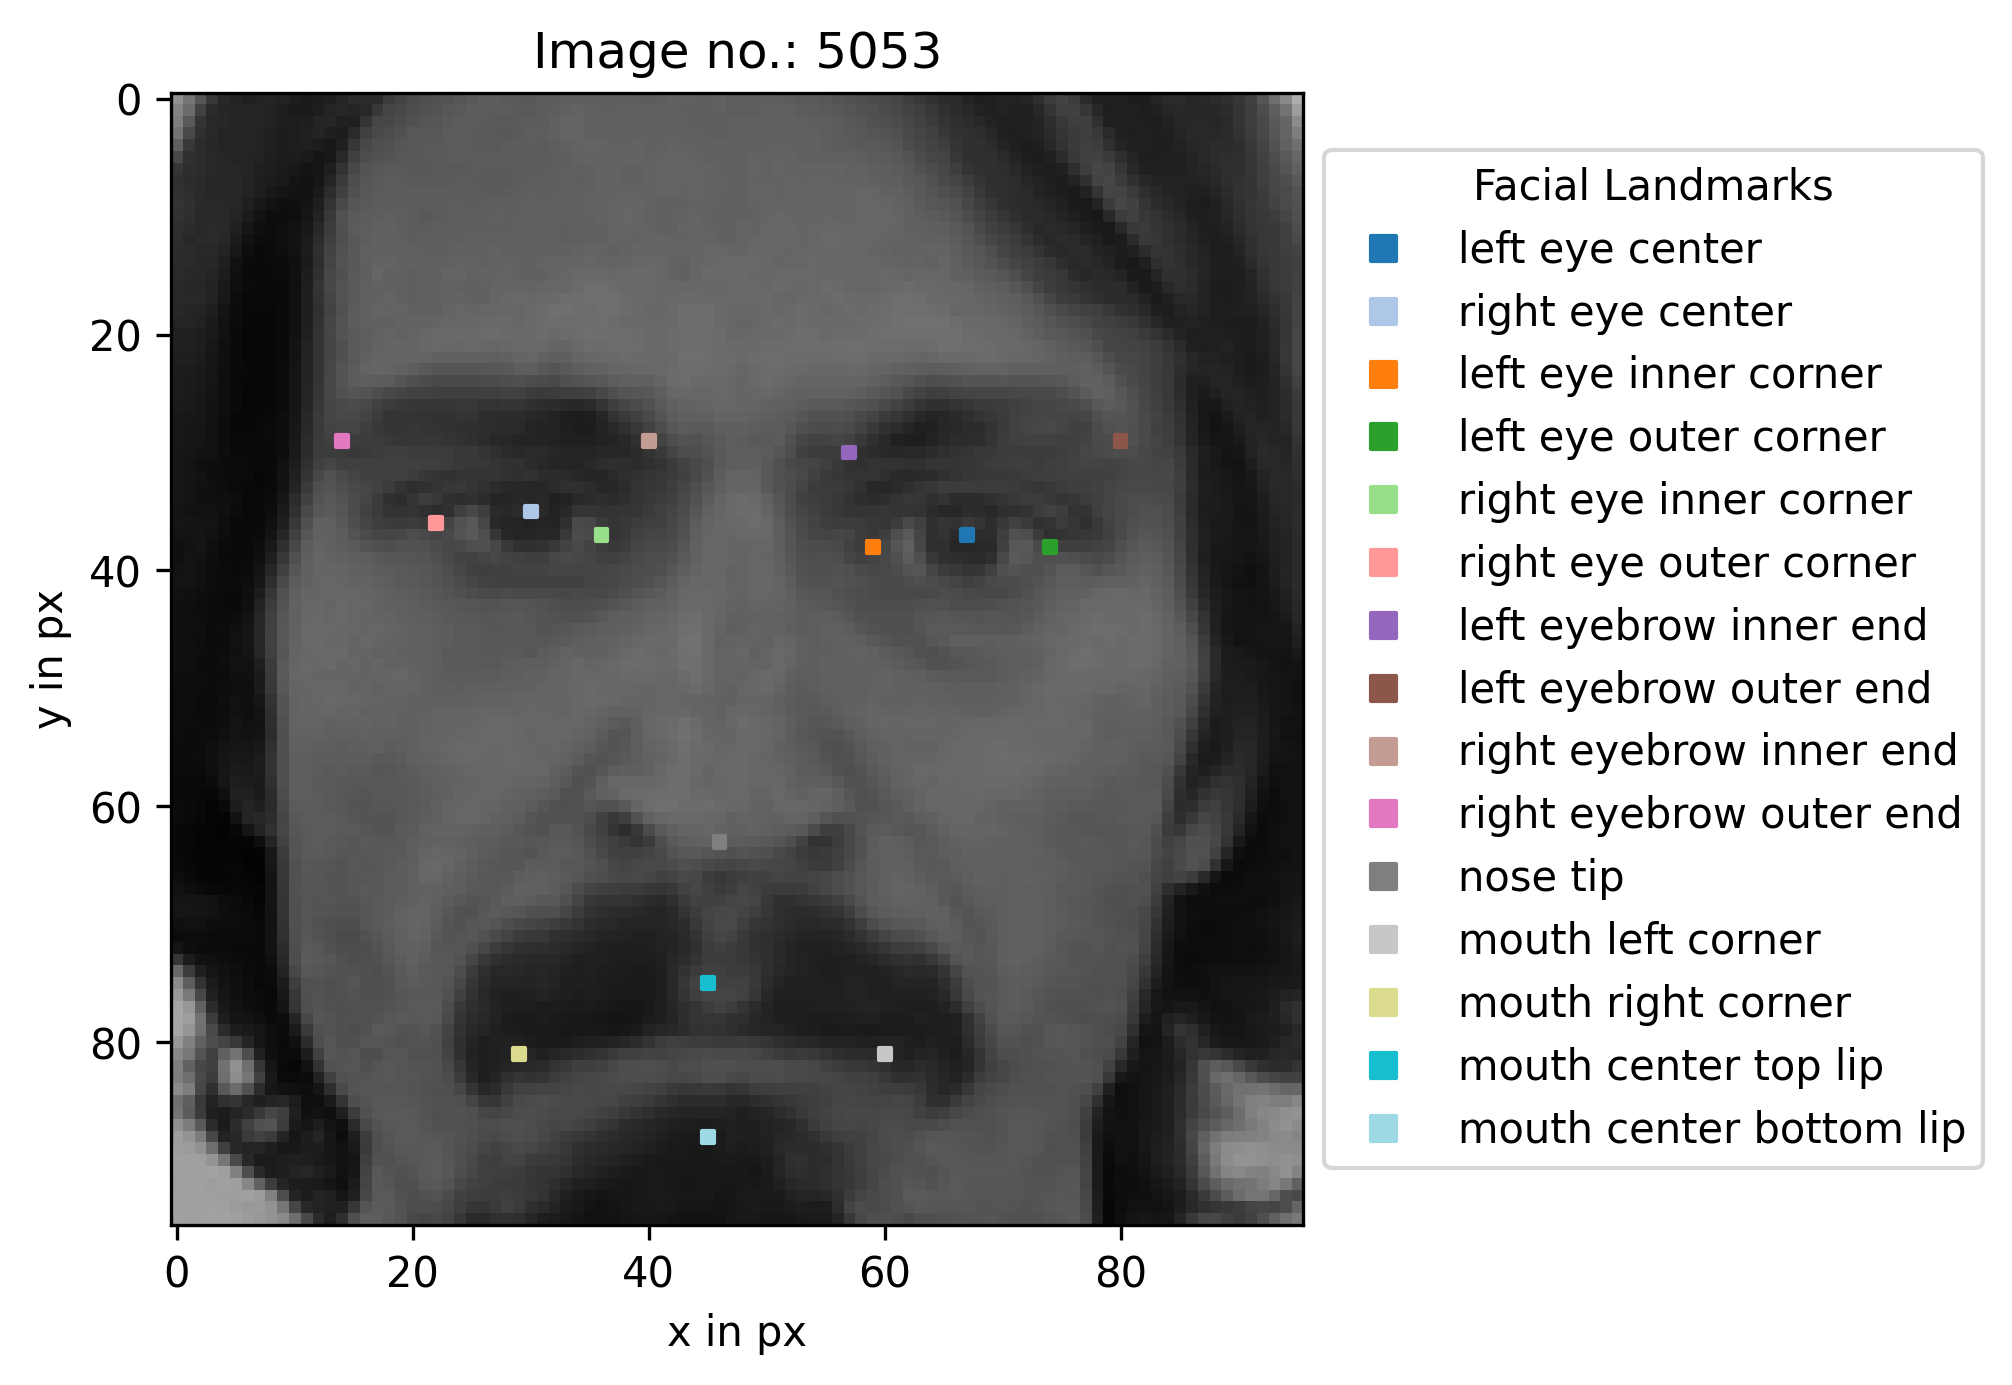 Image no.: 5053
0
20
40
60
80
y in px
0 20 40 60 80
x in px
Facial Landmarks
left eye center
right eye center
left eye inner corner
left eye outer corner
right eye inner corner
right eye outer corner
left eyebrow inner end
left eyebrow outer end
right eyebrow inner end
right eyebrow outer end
nose tip
mouth left corner
mouth right corner
mouth center top lip
mouth center bottom lip